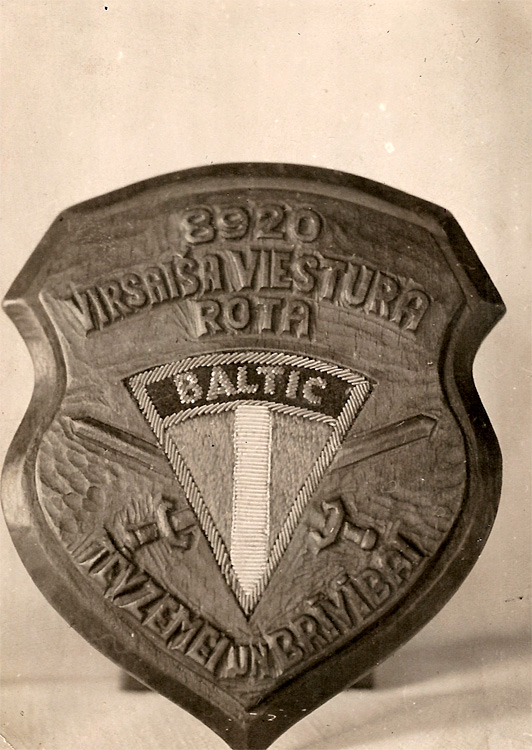 8920
VIRSAIŠA VIESTURA
ROTA
BALTIC
TĒVZEMEI UN BRĪVĪBAI